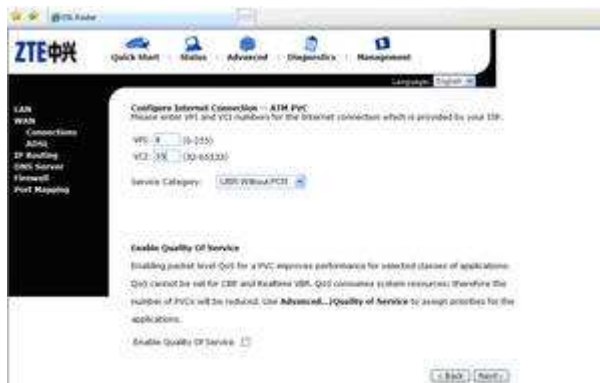 DSL Router
ZTE中兴
Quick Start Status Advanced Diagnostics Management
Language: English
LAN
WAN
Connections
ADSL
IP Routing
DNS Server
Firewall
Port Mapping
Configure Internet Connection -- ATM PVC
Please enter VPI and VCI numbers for the Internet connection which is provided by your ISP.
VPI: (0-255)
VCI: 35 (32-65535)
Service Category: UBR Without PCR
Enable Quality Of Service
Enabling packet level QoS for a PVC improves performance for selected classes of applications.
QoS cannot be set for CBR and Realtime VBR. QoS consumes system resources; therefore the
number of PVCs will be reduced. Use Advanced.../Quality of Service to assign priorities for the
applications.
Enable Quality Of Service
< Back Next >